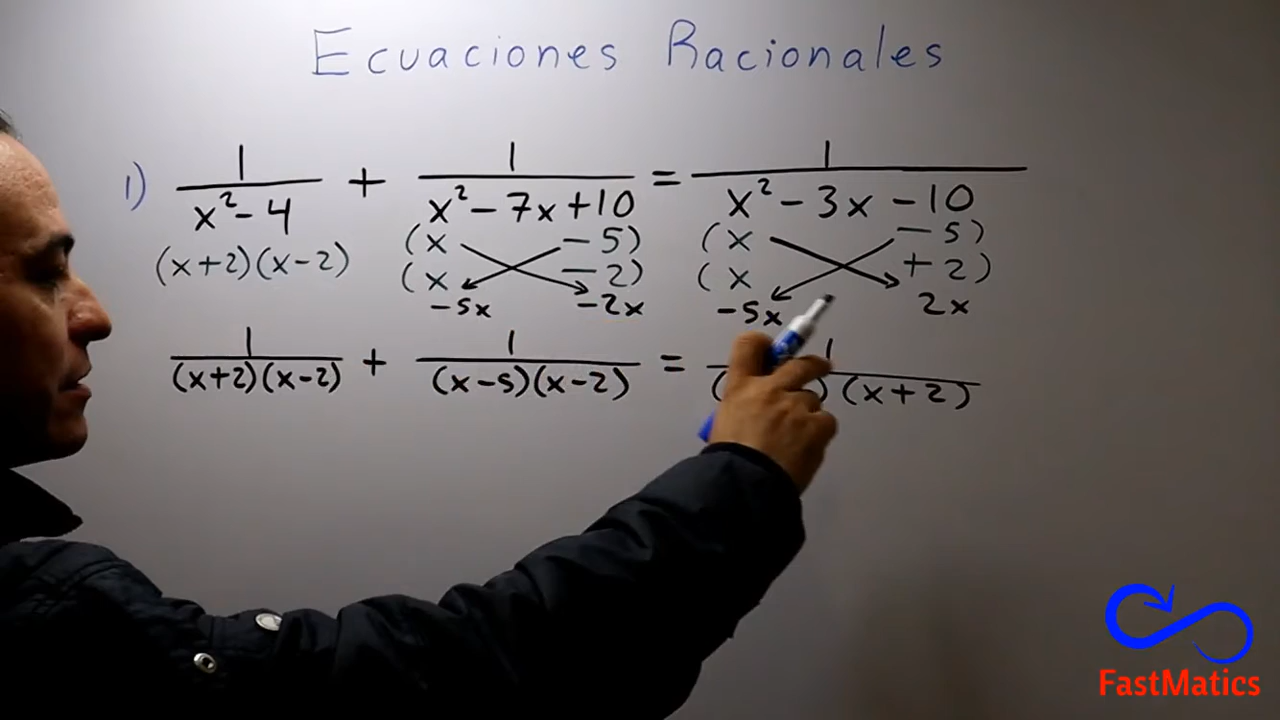 Ecuaciones Racionales
1) 1/(x² - 4) + 1/(x² - 7x + 10) = 1/(x² - 3x - 10)
(x+2)(x-2) (x - 5) (x - 5)
(x - 2) (x + 2)
-5x -2x -5x 2x
1/((x+2)(x-2)) + 1/((x-5)(x-2)) = 1/( ) (x+2)
FastMatics